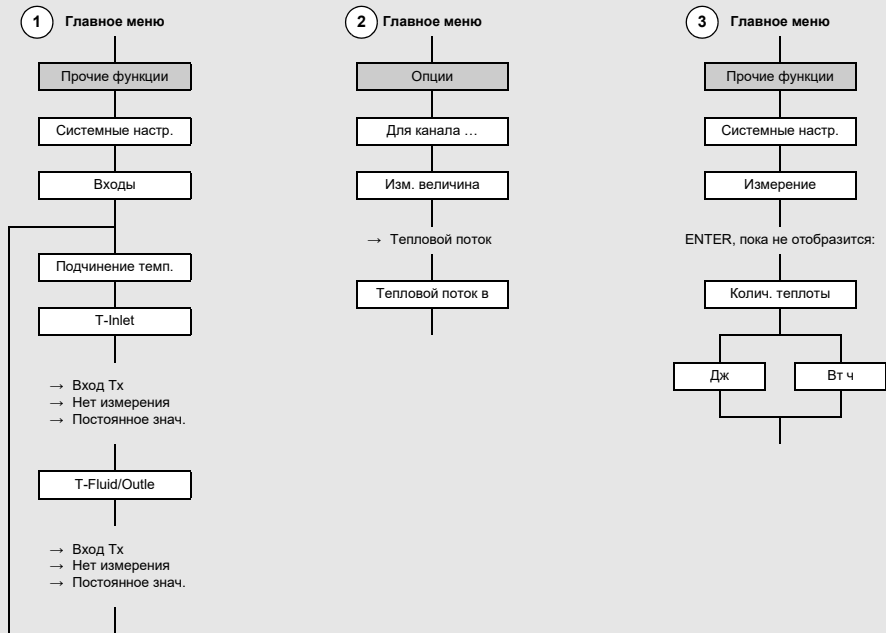 1 Главное меню
Прочие функции
Системные настр.
Входы
Подчинение темп.
T-Inlet
→ Вход Tx
→ Нет измерения
→ Постоянное знач.
T-Fluid/Outle
→ Вход Tx
→ Нет измерения
→ Постоянное знач.
2 Главное меню
Опции
Для канала …
Изм. величина
→ Тепловой поток
Тепловой поток в
3 Главное меню
Прочие функции
Системные настр.
Измерение
ENTER, пока не отобразится:
Колич. теплоты
Дж
Вт ч